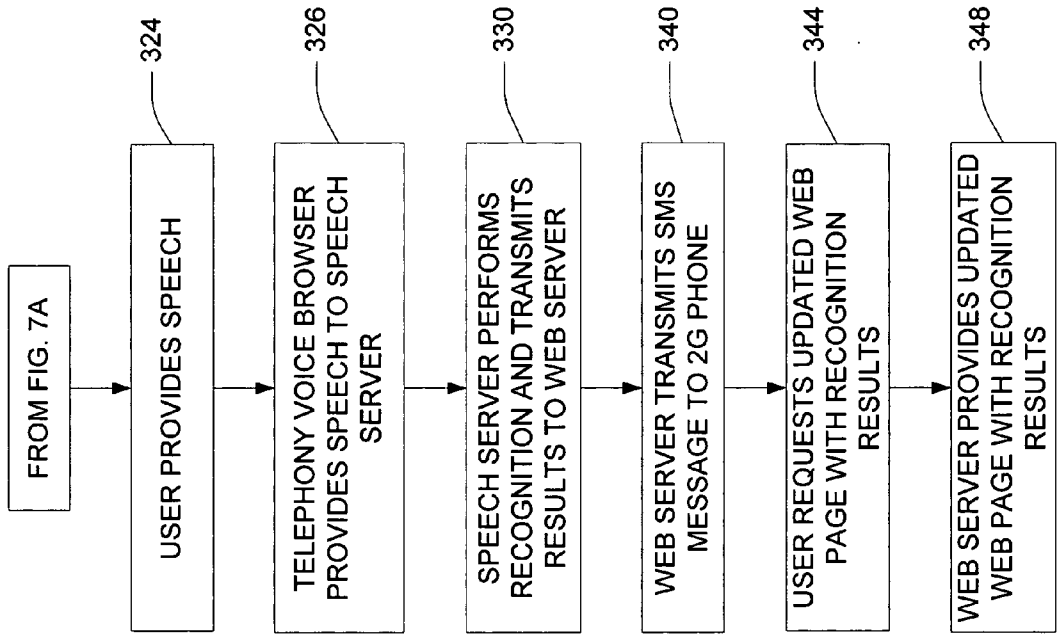 FROM FIG. 7A
USER PROVIDES SPEECH
324
TELEPHONY VOICE BROWSER
PROVIDES SPEECH TO SPEECH
SERVER
326
SPEECH SERVER PERFORMS
RECOGNITION AND TRANSMITS
RESULTS TO WEB SERVER
330
WEB SERVER TRANSMITS SMS
MESSAGE TO 2G PHONE
340
USER REQUESTS UPDATED WEB
PAGE WITH RECOGNITION
RESULTS
344
WEB SERVER PROVIDES UPDATED
WEB PAGE WITH RECOGNITION
RESULTS
348